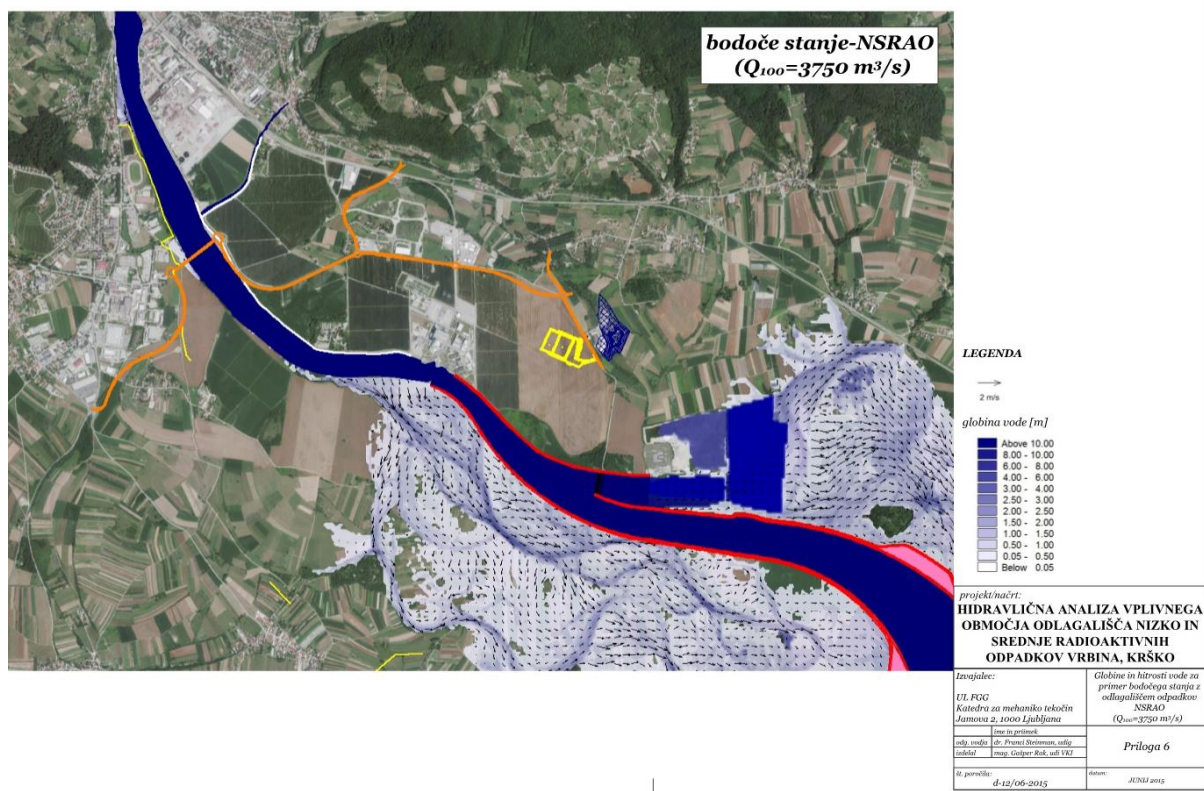 bodoče stanje-NSRAO
(Q₁₀₀=3750 m³/s)
LEGENDA
2 m/s
globina vode [m]
Above 10.00
8.00 - 10.00
6.00 - 8.00
4.00 - 6.00
3.00 - 4.00
2.50 - 3.00
2.00 - 2.50
1.50 - 2.00
1.00 - 1.50
0.50 - 1.00
0.05 - 0.50
Below 0.05
projekt/načrt:
HIDRAVLIČNA ANALIZA VPLIVNEGA
OBMOČJA ODLAGALIŠČA NIZKO IN
SREDNJE RADIOAKTIVNIH
ODPADKOV VRBINA, KRŠKO
Izvajalec:
UL FGG
Katedra za mehaniko tekočin
Jamova 2, 1000 Ljubljana
Globine in hitrosti vode za
primer bodočega stanja z
odlagališčem odpadkov
NSRAO
(Q₁₀₀=3750 m³/s)
ime in priimek
odg. vodja dr. Franci Steinman, udig
izdelal mag. Gašper Rak, udi VKI
Priloga 6
št. poročila:
d-12/06-2015
datum:
JUNIJ 2015